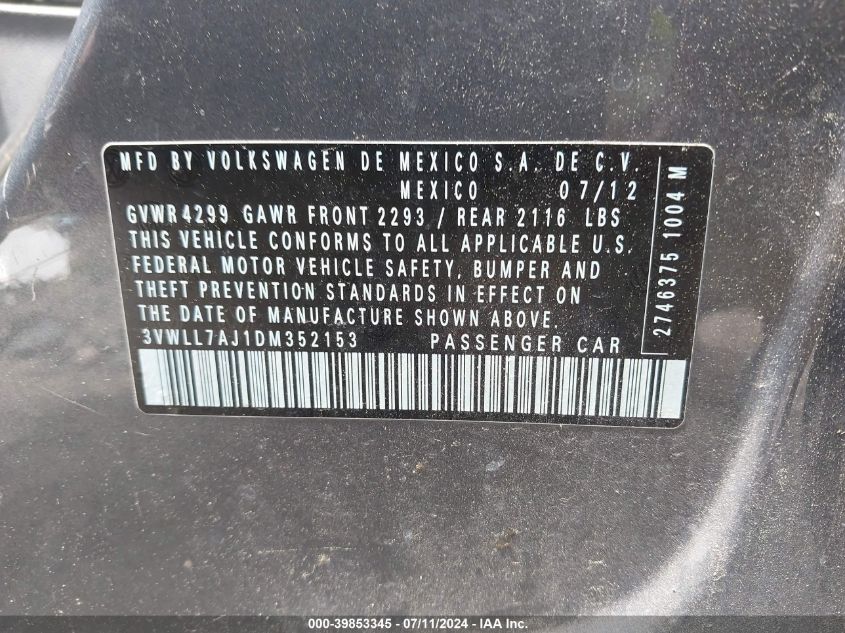 MFD BY VOLKSWAGEN DE MEXICO S.A. DE C.V.
MEXICO 07/12
GVWR 4299 GAWR FRONT 2293 / REAR 2116 LBS
THIS VEHICLE CONFORMS TO ALL APPLICABLE U.S.
FEDERAL MOTOR VEHICLE SAFETY, BUMPER AND
THEFT PREVENTION STANDARDS IN EFFECT ON
THE DATE OF MANUFACTURE SHOWN ABOVE.
3VWLL7AJ1DM352153 PASSENGER CAR
2746375 1004 M
000-39853345 - 07/11/2024 - IAA Inc.